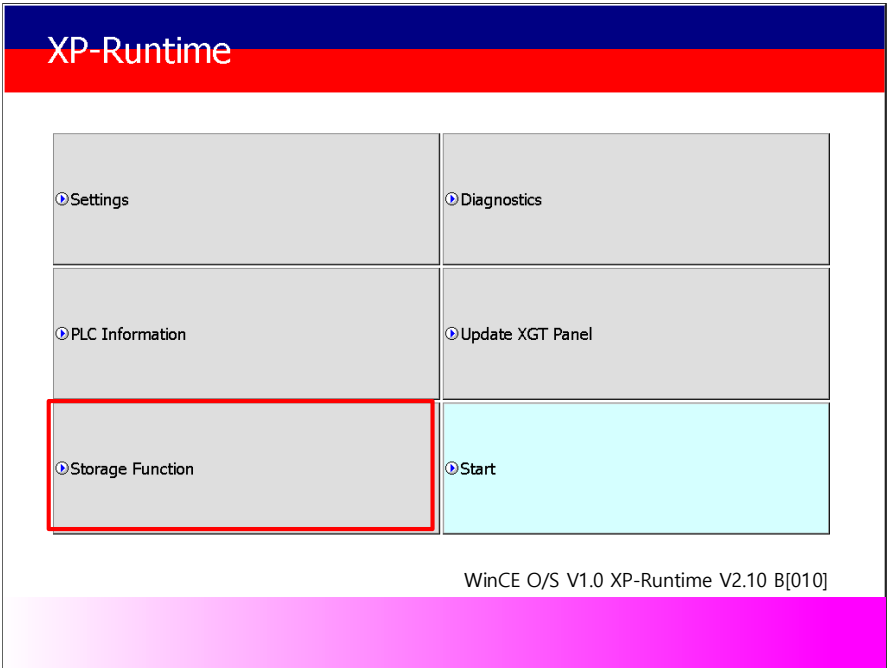 XP-Runtime
Settings
Diagnostics
PLC Information
Update XGT Panel
Storage Function
Start
WinCE O/S V1.0 XP-Runtime V2.10 B[010]